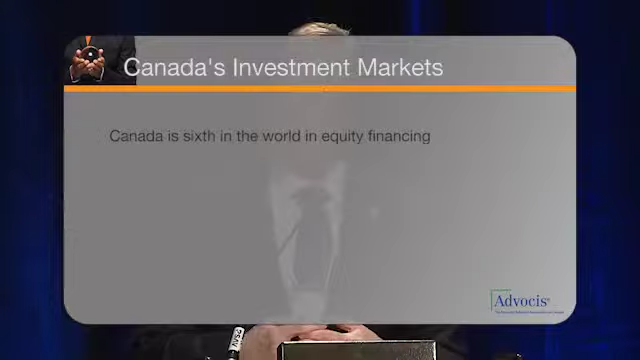 Canada's Investment Markets
Canada is sixth in the world in equity financing
Advocis